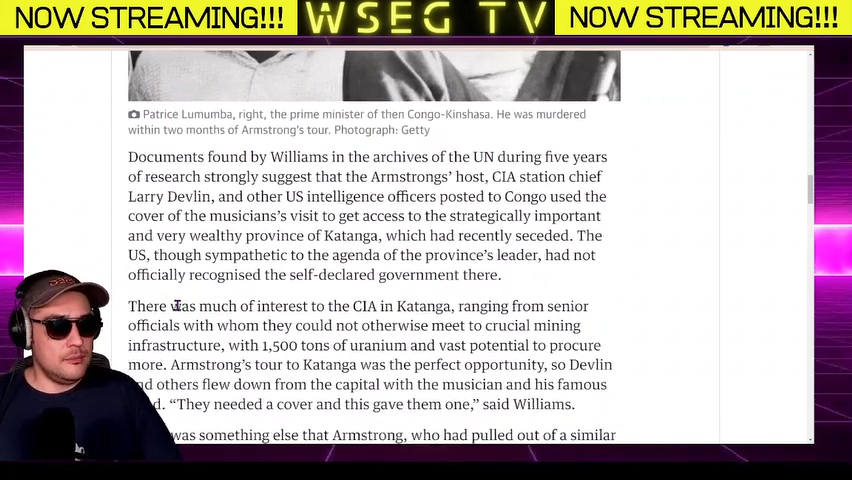 NOW STREAMING!!! WSEG TV NOW STREAMING!!!
Patrice Lumumba, right, the prime minister of then Congo-Kinshasa. He was murdered
within two months of Armstrong's tour. Photograph: Getty
Documents found by Williams in the archives of the UN during five years
of research strongly suggest that the Armstrongs' host, CIA station chief
Larry Devlin, and other US intelligence officers posted to Congo used the
cover of the musicians's visit to get access to the strategically important
and very wealthy province of Katanga, which had recently seceded. The
US, though sympathetic to the agenda of the province's leader, had not
officially recognised the self-declared government there.
There was much of interest to the CIA in Katanga, ranging from senior
officials with whom they could not otherwise meet to crucial mining
infrastructure, with 1,500 tons of uranium and vast potential to procure
more. Armstrong's tour to Katanga was the perfect opportunity, so Devlin
and others flew down from the capital with the musician and his famous
“They needed a cover and this gave them one,” said Williams.
was something else that Armstrong, who had pulled out of a similar